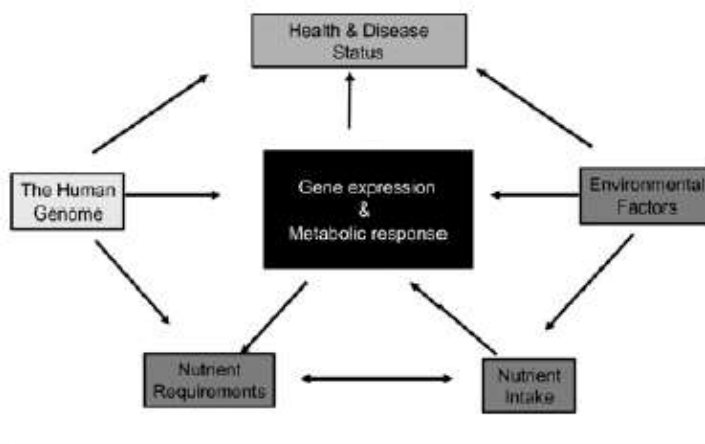 Health & Disease
Status
Gene expression
&
Metabolic response
The Human
Genome
Environmental
Factors
Nutrient
Requirements
Nutrient
Intake